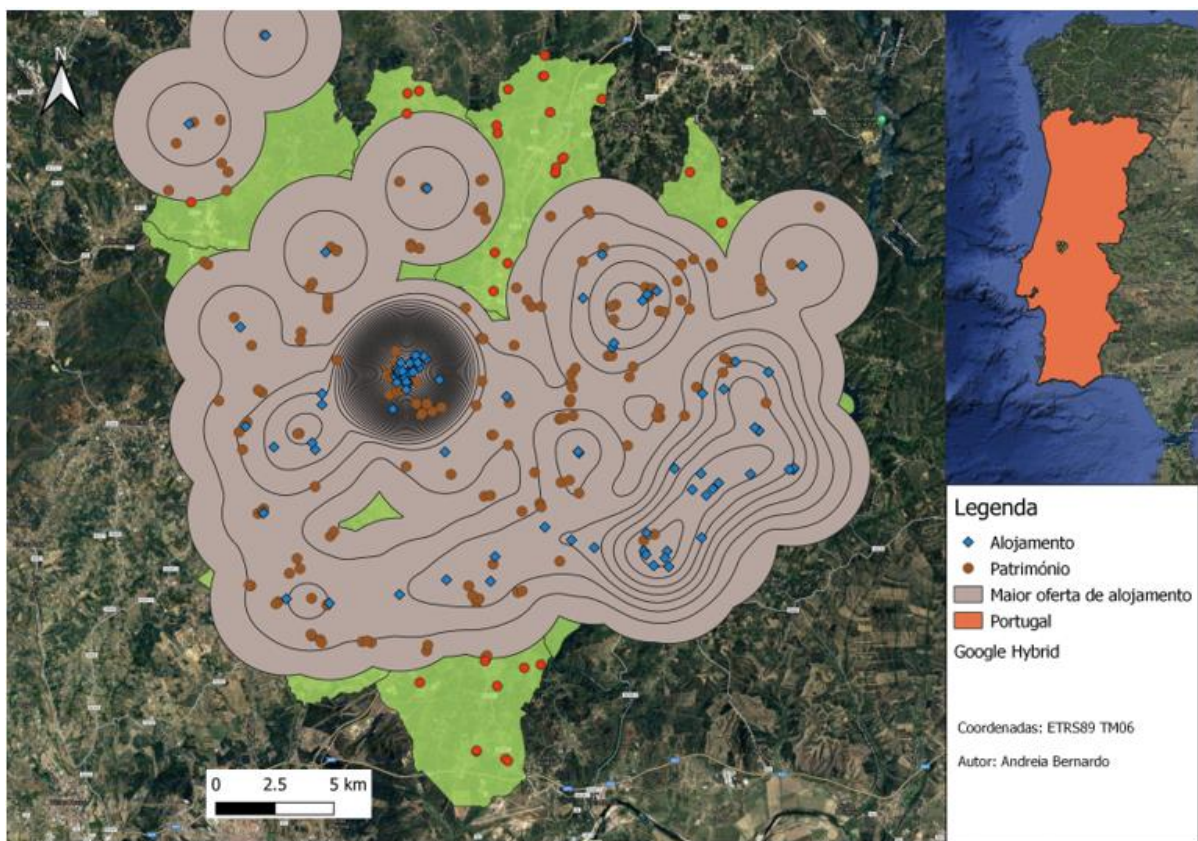 N
0 2.5 5 km
Legenda
Alojamento
Património
Maior oferta de alojamento
Portugal
Google Hybrid
Coordenadas: ETRS89 TM06
Autor: Andreia Bernardo